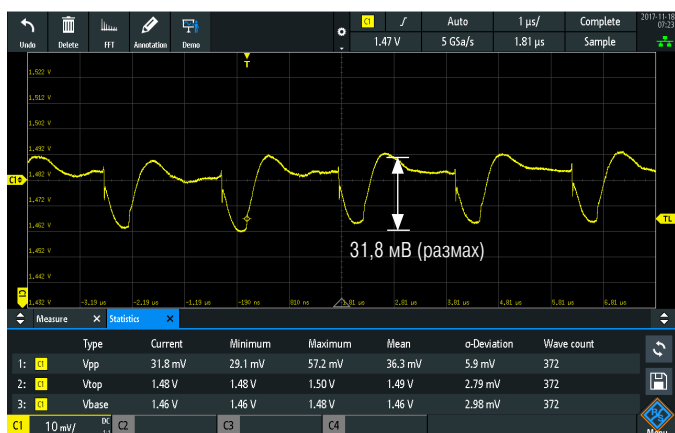 C1 Auto 1 µs/ Complete 2017-11-18
07:23
Undo Delete FFT Annotation Demo 1.47 V 5 GSa/s 1.81 µs Sample
T
1.522 V
1.512 V
1.502 V
1.492 V
C1 1.482 V
1.472 V
1.462 V TL
1.452 V
31,8 мВ (размах)
1.442 V
1.432 V -3.19 µs -2.19 µs -1.19 µs -190 ns 810 ns 1.81 µs 2.81 µs 3.81 µs 4.81 µs 5.81 µs 6.81 µs
Measure X Statistics X
Type Current Minimum Maximum Mean σ-Deviation Wave count
1: C1 Vpp 31.8 mV 29.1 mV 57.2 mV 36.3 mV 5.9 mV 372
2: C1 Vtop 1.48 V 1.48 V 1.50 V 1.49 V 2.79 mV 372
3: C1 Vbase 1.46 V 1.46 V 1.48 V 1.46 V 2.98 mV 372
C1 10 mV/ DC 1:1 C2 C3 C4 Menu